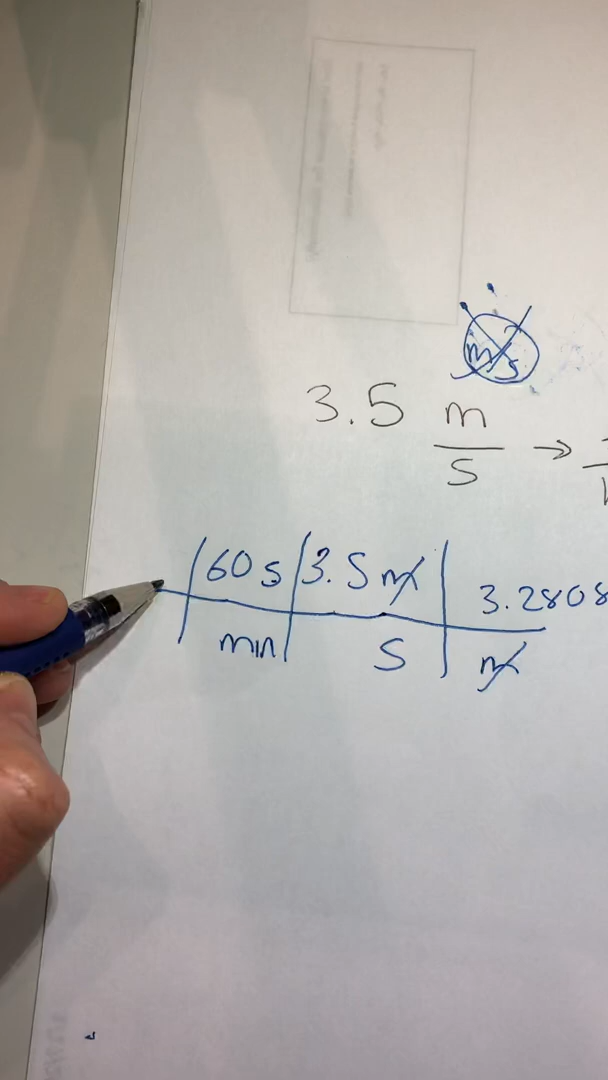 m/s
3.5 m/s →
60 s | 3.5 m | 3.2808
min | s | m